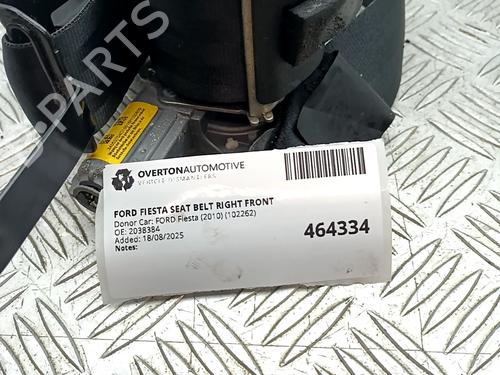 B-PARTS
OVERTONAUTOMOTIVE
VEHICLE DISMANTLERS
FORD FIESTA SEAT BELT RIGHT FRONT
Donor Car: FORD Fiesta (2010) (102262)
OE: 2038384
Added: 18/08/2025
Notes:
464334